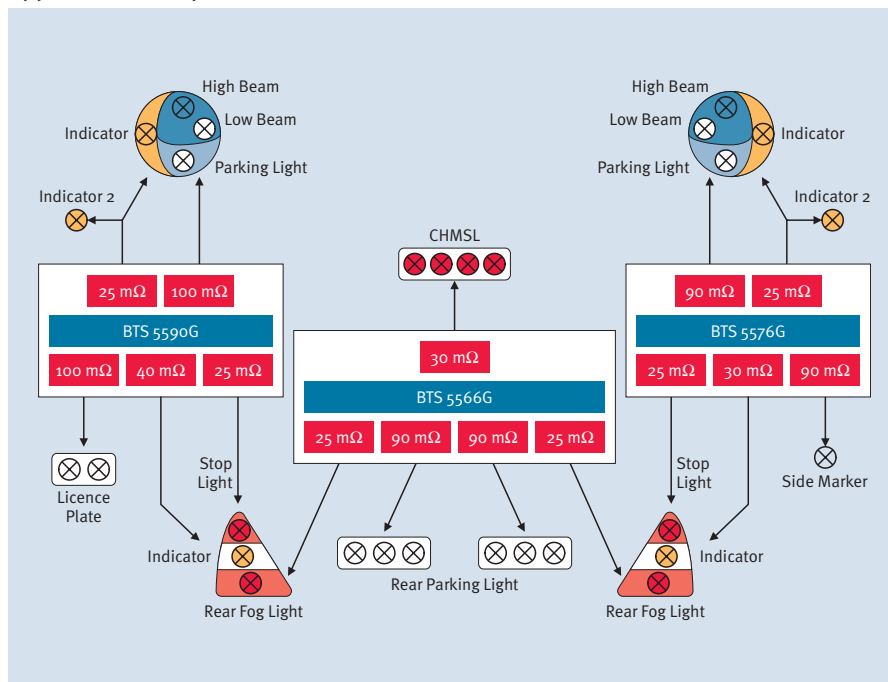 High Beam
Low Beam
Indicator
Parking Light
Indicator 2
High Beam
Low Beam
Indicator
Parking Light
Indicator 2
CHMSL
25 mΩ
100 mΩ
BTS 5590G
100 mΩ
40 mΩ
25 mΩ
30 mΩ
BTS 5566G
25 mΩ
90 mΩ
90 mΩ
25 mΩ
90 mΩ
25 mΩ
BTS 5576G
25 mΩ
30 mΩ
90 mΩ
Licence
Plate
Stop
Light
Indicator
Rear Fog Light
Rear Parking Light
Stop
Light
Side Marker
Indicator
Rear Fog Light